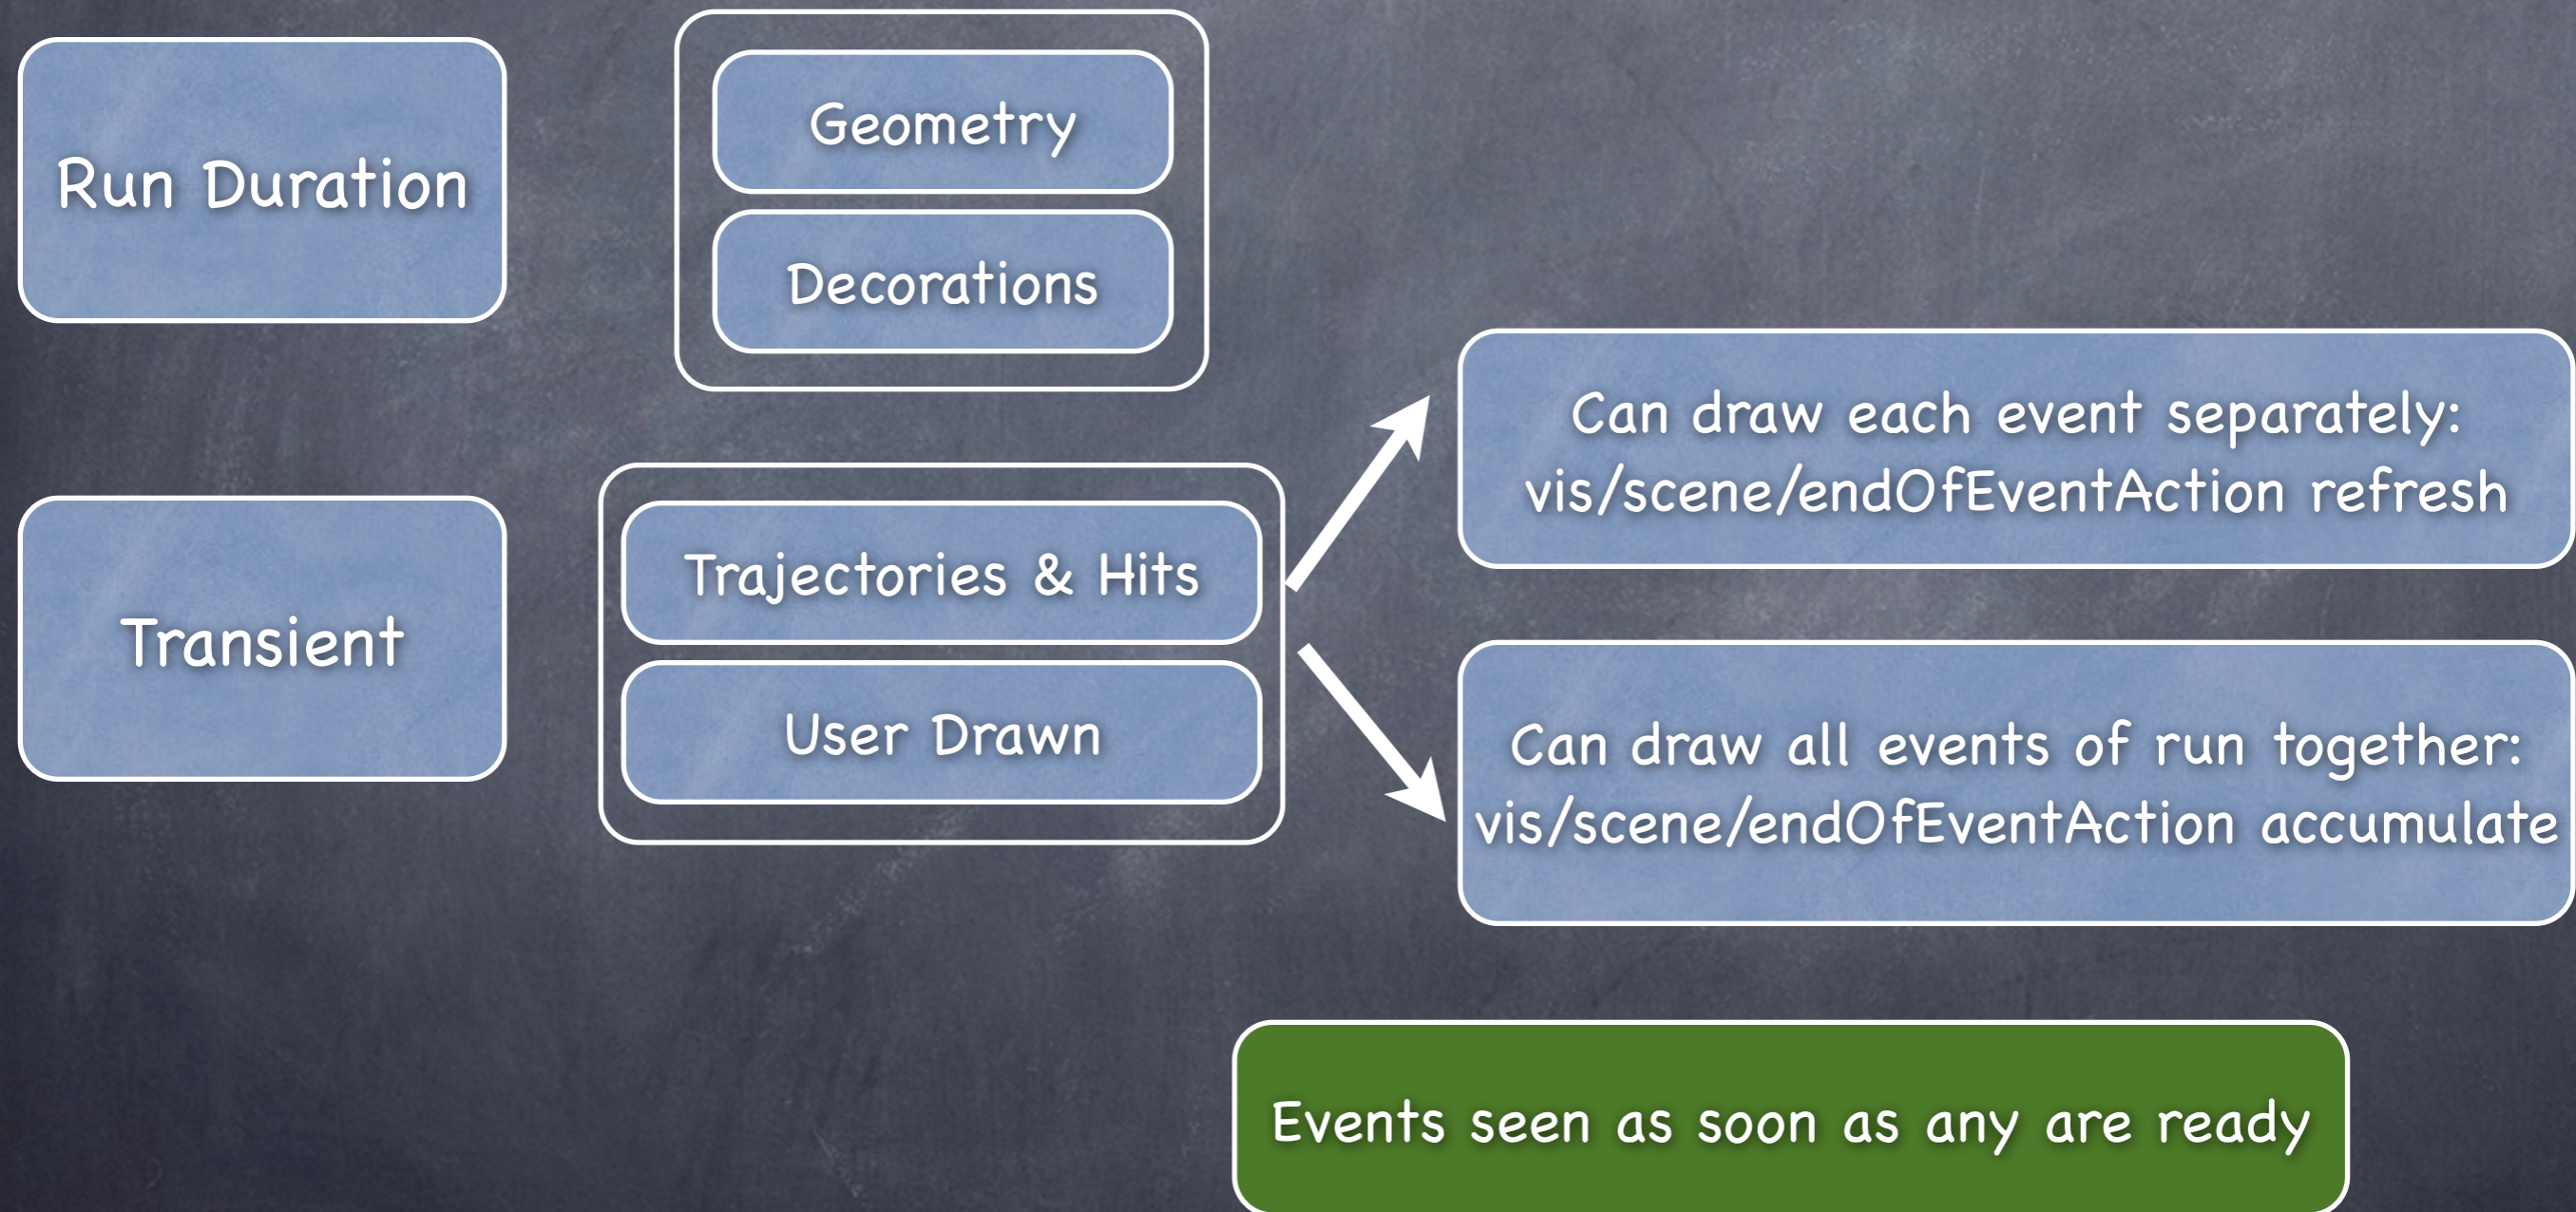 Run Duration
Geometry
Decorations
Transient
Trajectories & Hits
User Drawn
Can draw each event separately:
vis/scene/endOfEventAction refresh
Can draw all events of run together:
vis/scene/endOfEventAction accumulate
Events seen as soon as any are ready